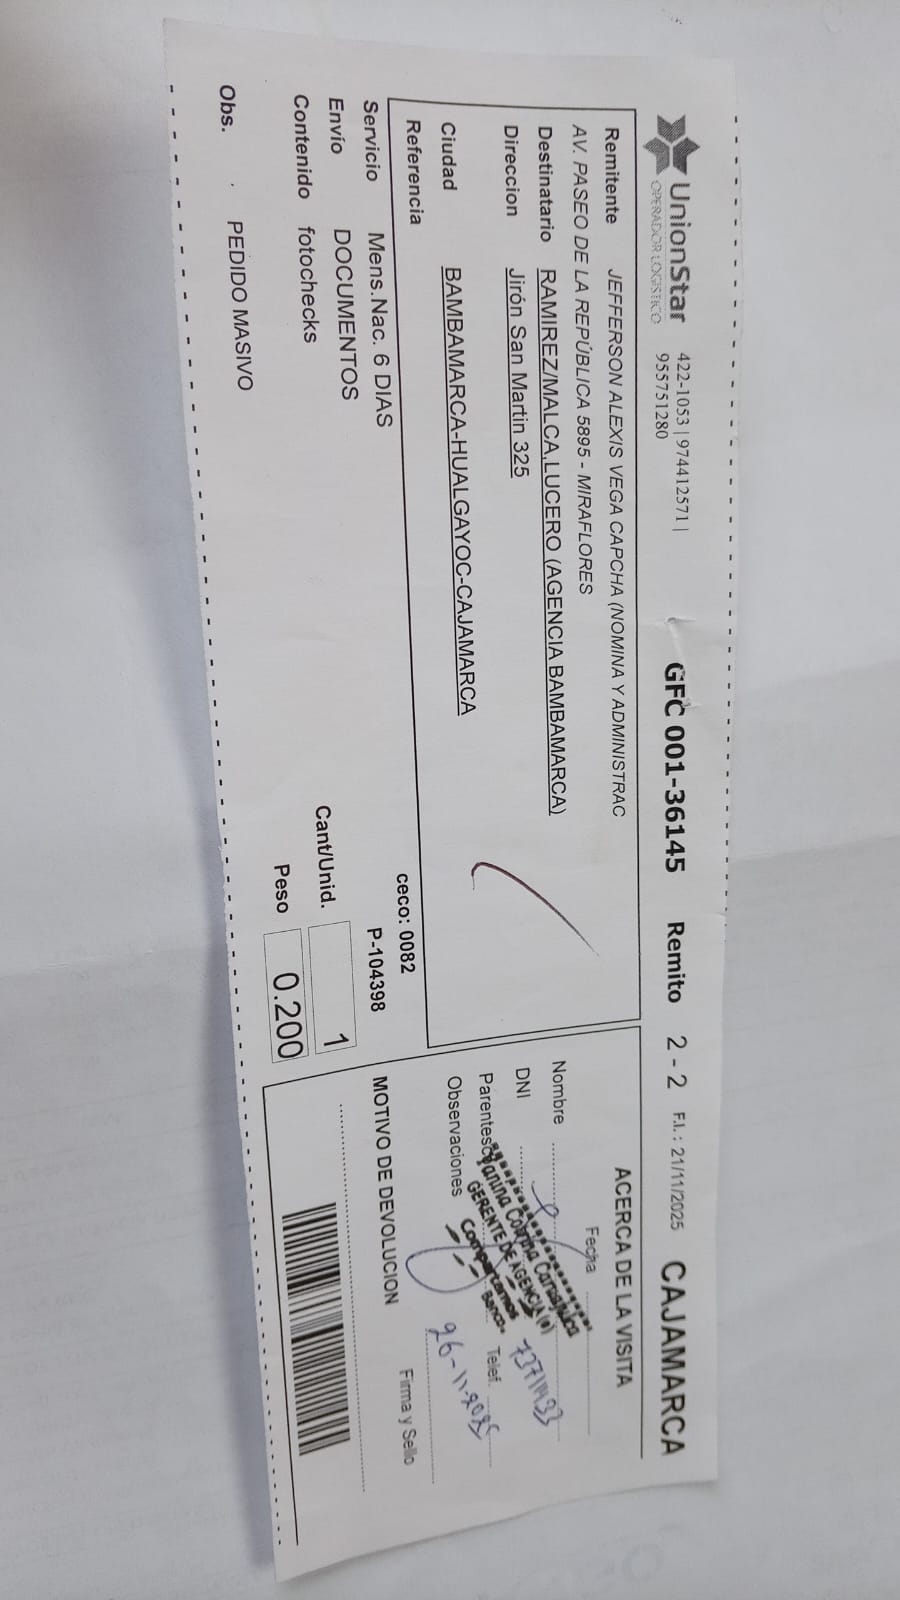 UnionStar
OPERADOR LOGÍSTICO
422-1053 | 974412571 |
955751280
GFC 001-36145 Remito 2 - 2 F.I.: 21/11/2025 CAJAMARCA
Remitente JEFFERSON ALEXIS VEGA CAPCHA (NOMINA Y ADMINISTRAC
AV. PASEO DE LA REPÚBLICA 5895 - MIRAFLORES
Destinatario RAMIREZ/MALCA,LUCERO (AGENCIA BAMBAMARCA)
Direccion Jirón San Martin 325
Ciudad BAMBAMARCA-HUALGAYOC-CAJAMARCA
Referencia
ceco: 0082
Servicio Mens.Nac. 6 DIAS
P-104398
Envío DOCUMENTOS
Cant/Unid. 1
Contenido fotochecks
Peso 0.200
Obs. . PEDIDO MASIVO
ACERCA DE LA VISITA
Fecha
Nombre
DNI
Parentesco
Telef.
Observaciones
GERENTE DE AGENCIA (e)
Compartamos Banco.
26-11-2025
Firma y Sello
MOTIVO DE DEVOLUCION